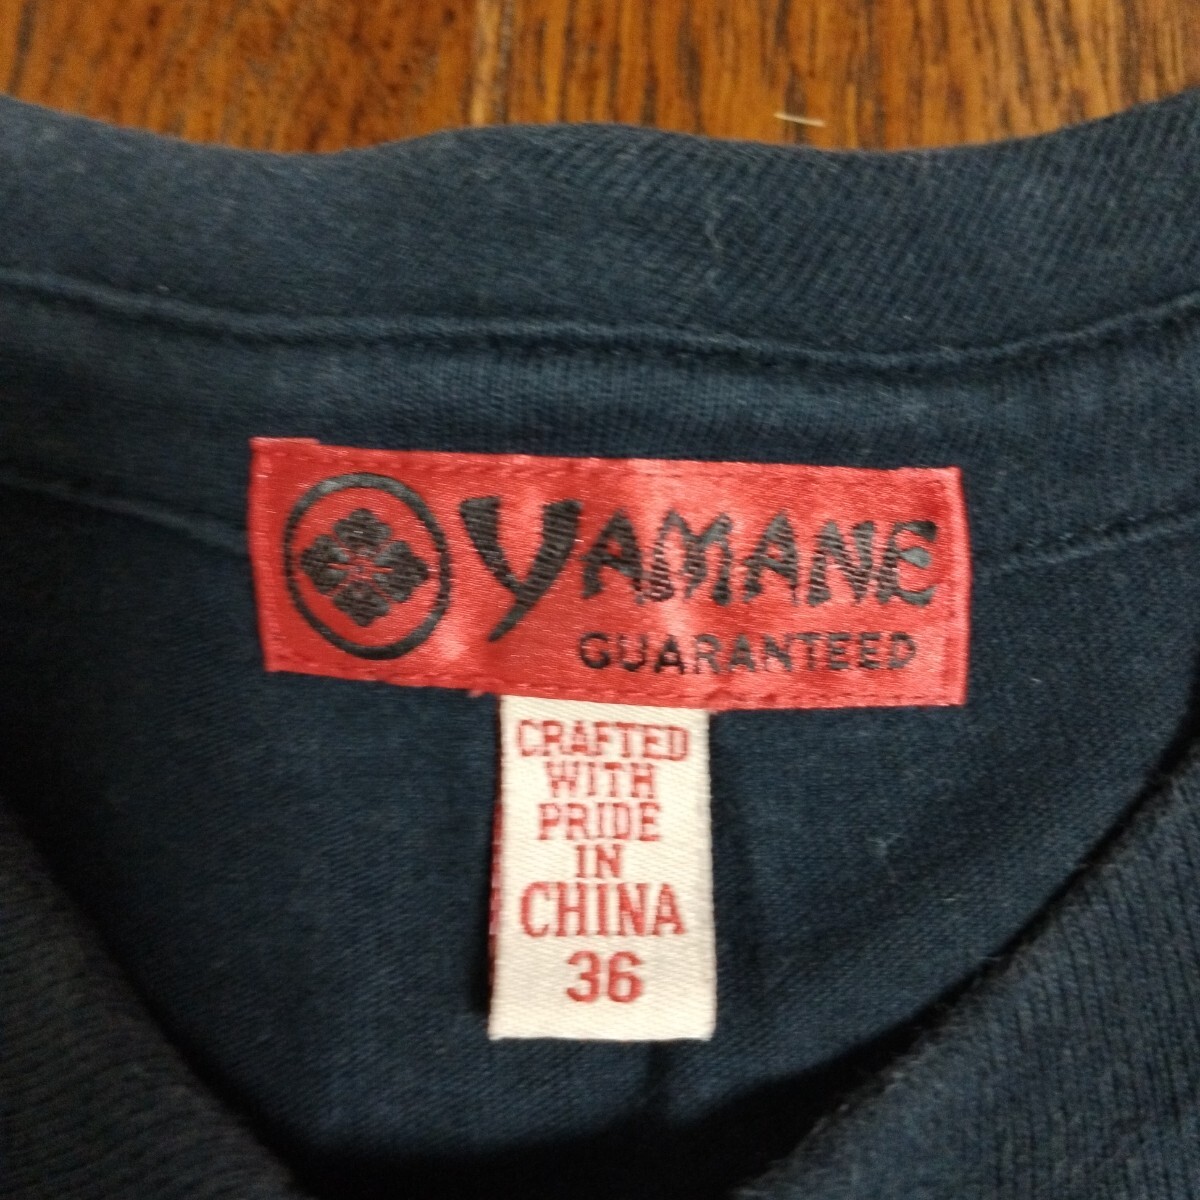 YAMANE
GUARANTEED
CRAFTED
WITH
PRIDE
IN
CHINA
36